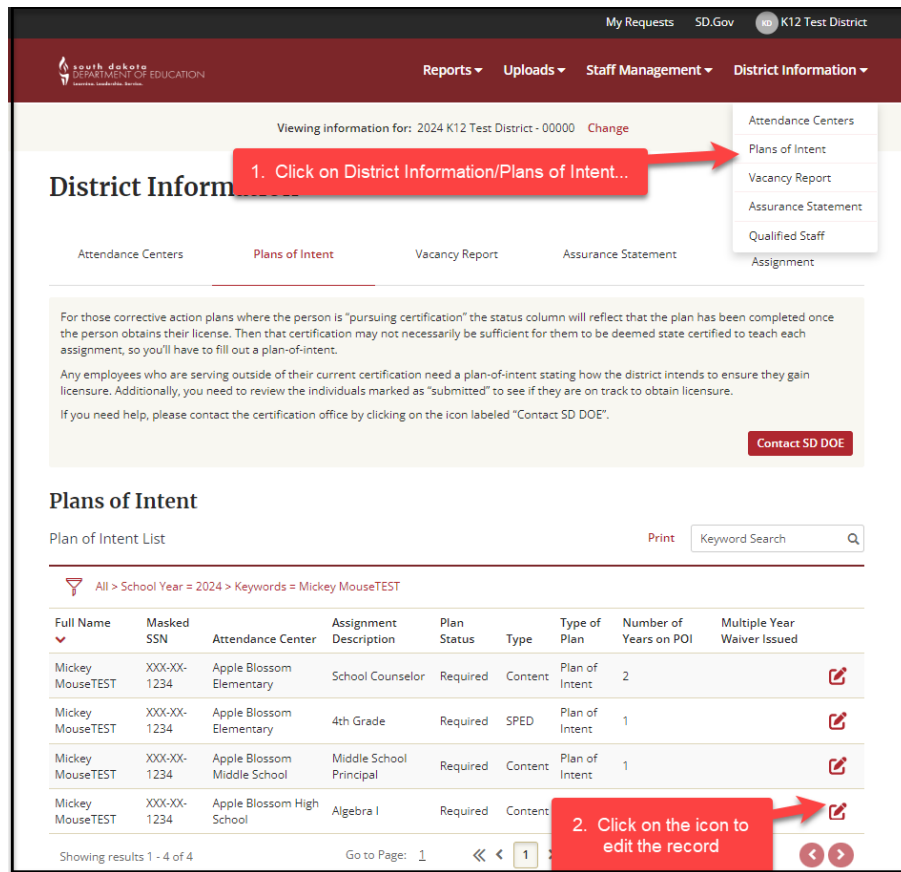 My Requests SD.Gov KD K12 Test District
south dakota
DEPARTMENT OF EDUCATION
Learning. Leadership. Service.
Reports Uploads Staff Management District Information
Viewing information for: 2024 K12 Test District - 00000 Change
Attendance Centers
Plans of Intent
Vacancy Report
Assurance Statement
Qualified Staff
1. Click on District Information/Plans of Intent...
District Infor
Attendance Centers Plans of Intent Vacancy Report Assurance Statement Assignment
For those corrective action plans where the person is “pursuing certification” the status column will reflect that the plan has been completed once
the person obtains their license. Then that certification may not necessarily be sufficient for them to be deemed state certified to teach each
assignment, so you’ll have to fill out a plan-of-intent.
Any employees who are serving outside of their current certification need a plan-of-intent stating how the district intends to ensure they gain
licensure. Additionally, you need to review the individuals marked as “submitted” to see if they are on track to obtain licensure.
If you need help, please contact the certification office by clicking on the icon labeled “Contact SD DOE”.
Contact SD DOE
Plans of Intent
Plan of Intent List Print Keyword Search
All > School Year = 2024 > Keywords = Mickey MouseTEST
Full Name Masked SSN Attendance Center Assignment Description Plan Status Type Type of Plan Number of Years on POI Multiple Year Waiver Issued
Mickey MouseTEST XXX-XX-1234 Apple Blossom Elementary School Counselor Required Content Plan of Intent 2
Mickey MouseTEST XXX-XX-1234 Apple Blossom Elementary 4th Grade Required SPED Plan of Intent 1
Mickey MouseTEST XXX-XX-1234 Apple Blossom Middle School Middle School Principal Required Content Plan of Intent 1
Mickey MouseTEST XXX-XX-1234 Apple Blossom High School Algebra I Required Content
2. Click on the icon to
edit the record
Showing results 1 - 4 of 4 Go to Page: 1 1